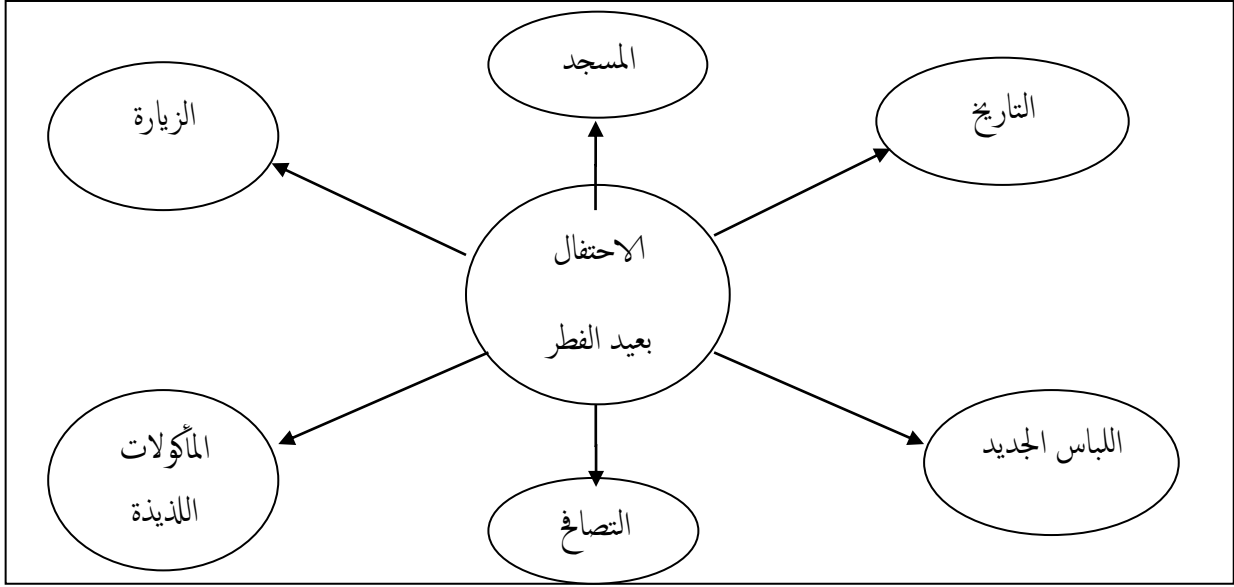 المسجد
التاريخ
الزيارة
الاحتفال
بعيد الفطر
اللباس الجديد
المأكولات
اللذيذة
التصافح